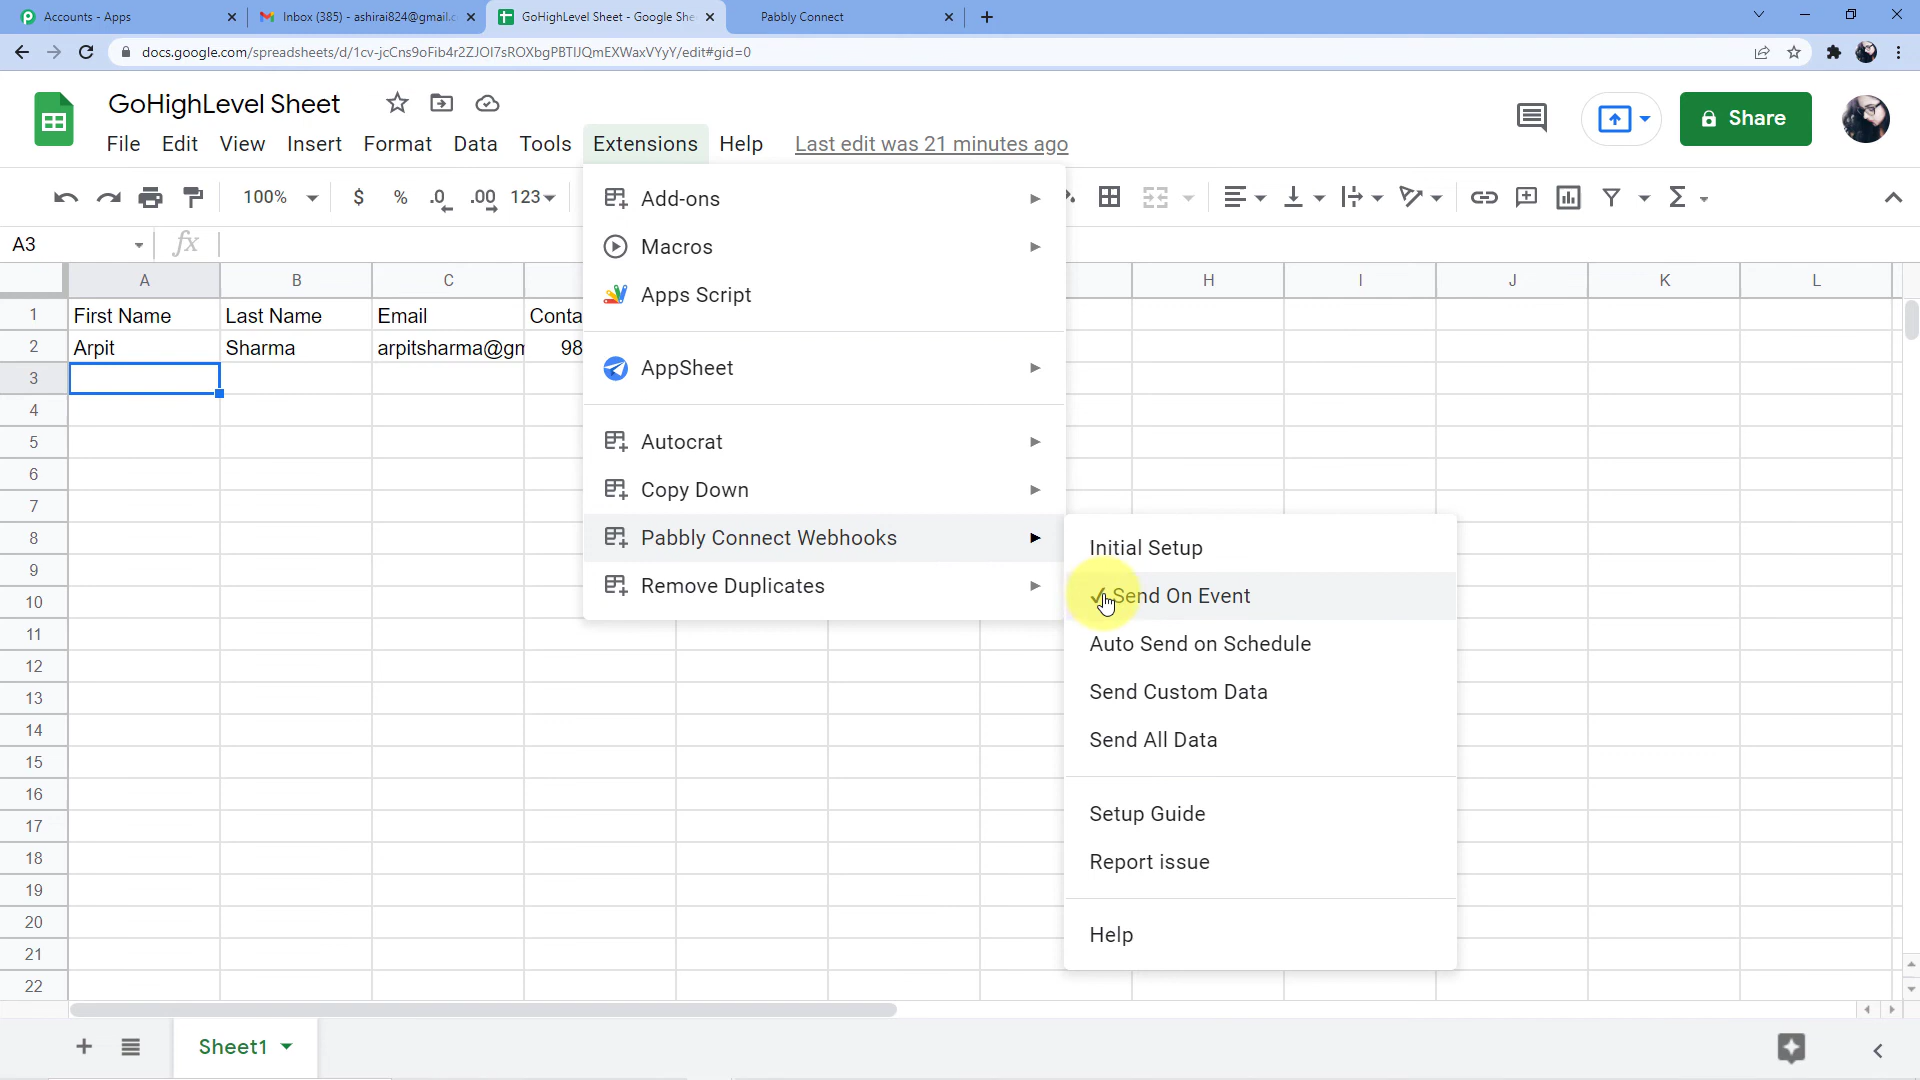 Accounts - Apps
Inbox (385) - ashirai824@gmail.c
GoHighLevel Sheet - Google She
Pabbly Connect
docs.google.com/spreadsheets/d/1cv-jcCns9oFib4r2ZJOI7sROXbgPBTIJQmEXWaxVYyY/edit#gid=0
GoHighLevel Sheet
File Edit View Insert Format Data Tools Extensions Help Last edit was 21 minutes ago
Share
100% $ % .0 .00 123
A3 fx
Add-ons
Macros
Apps Script
AppSheet
Autocrat
Copy Down
Pabbly Connect Webhooks
Remove Duplicates
Initial Setup
✓ Send On Event
Auto Send on Schedule
Send Custom Data
Send All Data
Setup Guide
Report issue
Help
A B C H I J K L
1 First Name Last Name Email Conta
2 Arpit Sharma arpitsharma@gm 98
3
4
5
6
7
8
9
10
11
12
13
14
15
16
17
18
19
20
21
22
Sheet1